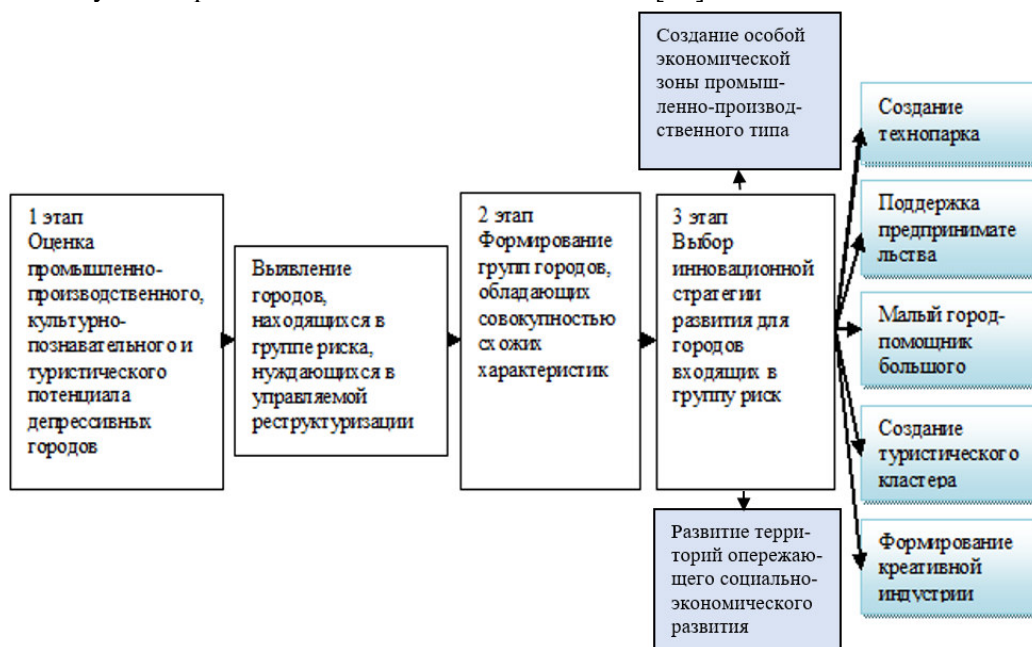 Создание особой
экономической
зоны промыш-
ленно-производ-
ственного типа
1 этап
Оценка
промышленно-
производственного,
культурно-
познавательного и
туристического
потенциала
депрессивных
городов
Выявление
городов,
находящихся в
группе риска,
нуждающихся в
управляемой
реструктуризации
2 этап
Формирование
групп городов,
обладающих
совокупностью
схожих
характеристик
3 этап
Выбор
инновационной
стратегии
развития для
городов
входящих в
группу риск
Развитие терри-
торий опережаю-
щего социально-
экономического
развития
Создание
технопарка
Поддержка
предпринимате
льства
Малый город-
помощник
большого
Создание
туристического
кластера
Формирование
креативной
индустрии